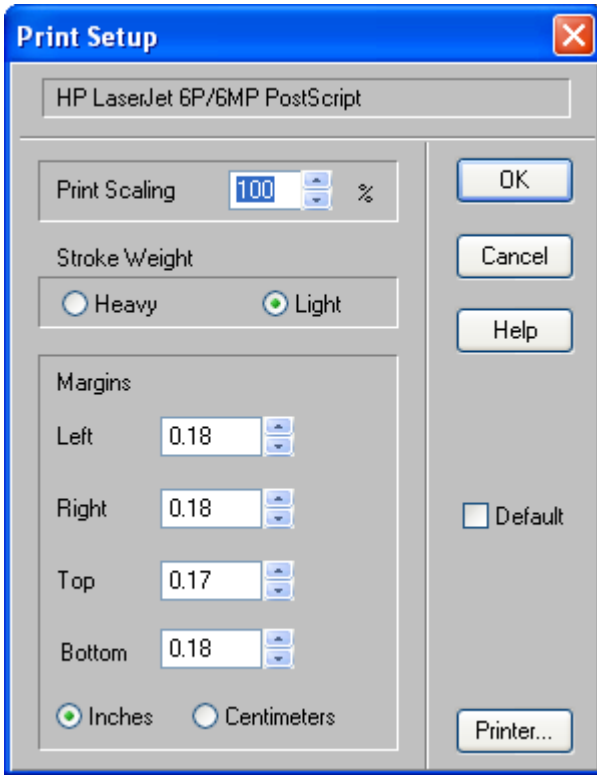 Print Setup
HP LaserJet 6P/6MP PostScript
Print Scaling 100 %
OK
Stroke Weight
Cancel
Heavy Light
Help
Margins
Left 0.18
Right 0.18
Default
Top 0.17
Bottom 0.18
Inches Centimeters
Printer...